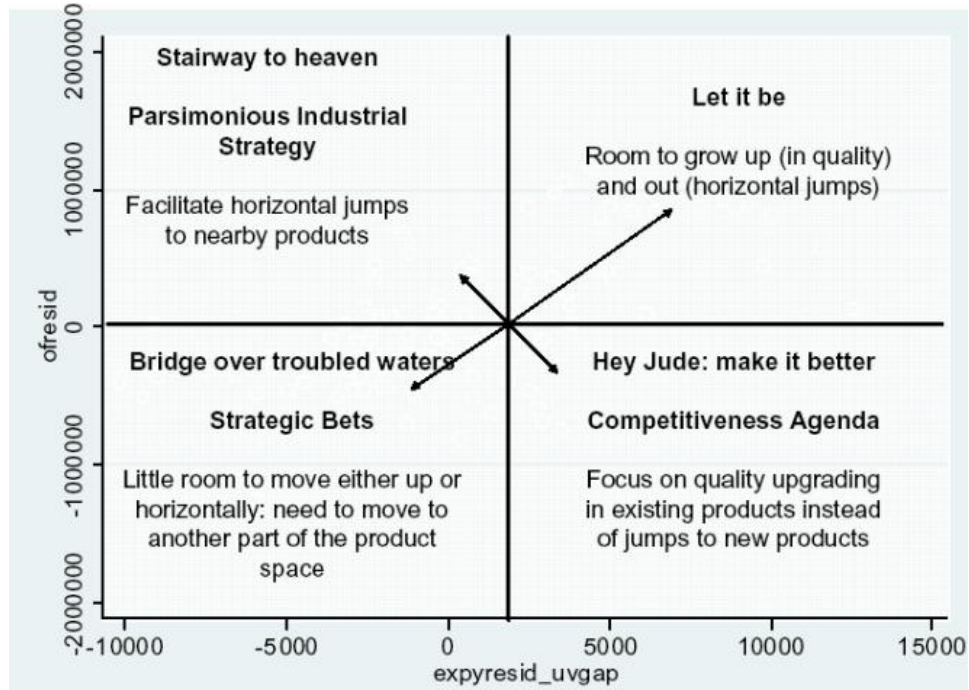 Stairway to heaven
Parsimonious Industrial
Strategy
Facilitate horizontal jumps
to nearby products
Let it be
Room to grow up (in quality)
and out (horizontal jumps)
Bridge over troubled waters
Strategic Bets
Little room to move either up or
horizontally: need to move to
another part of the product
space
Hey Jude: make it better
Competitiveness Agenda
Focus on quality upgrading
in existing products instead
of jumps to new products
ofresid
2000000
1000000
0
-1000000
-2000000
-10000 -5000 0 5000 10000 15000
expyresid_uvgap